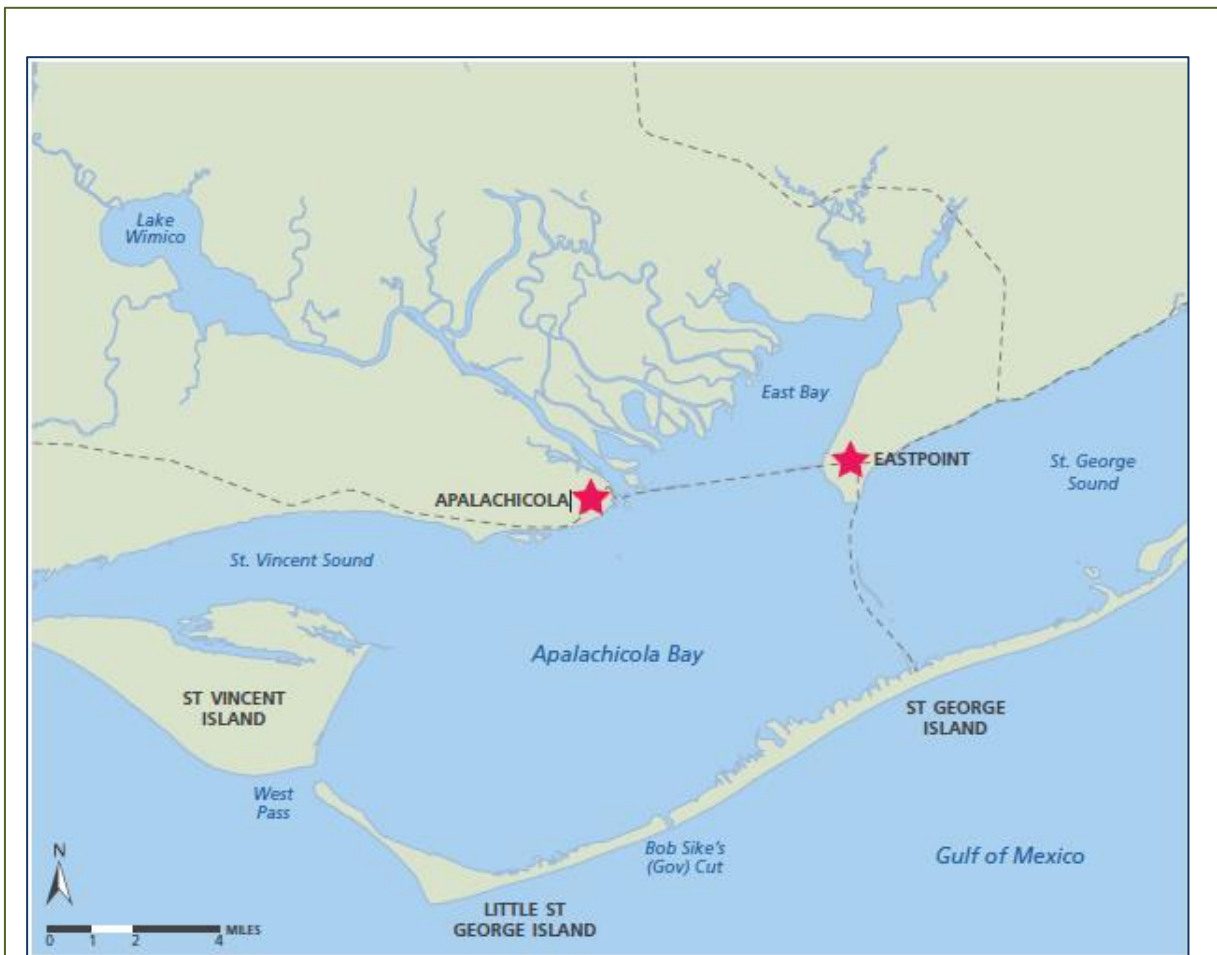 Lake
Wimico
East Bay
EASTPOINT
St. George
Sound
APALACHICOLA
St. Vincent Sound
Apalachicola Bay
ST VINCENT
ISLAND
ST GEORGE
ISLAND
West
Pass
Bob Sike's
(Gov) Cut
Gulf of Mexico
N
LITTLE ST
GEORGE ISLAND
MILES
0 1 2 4